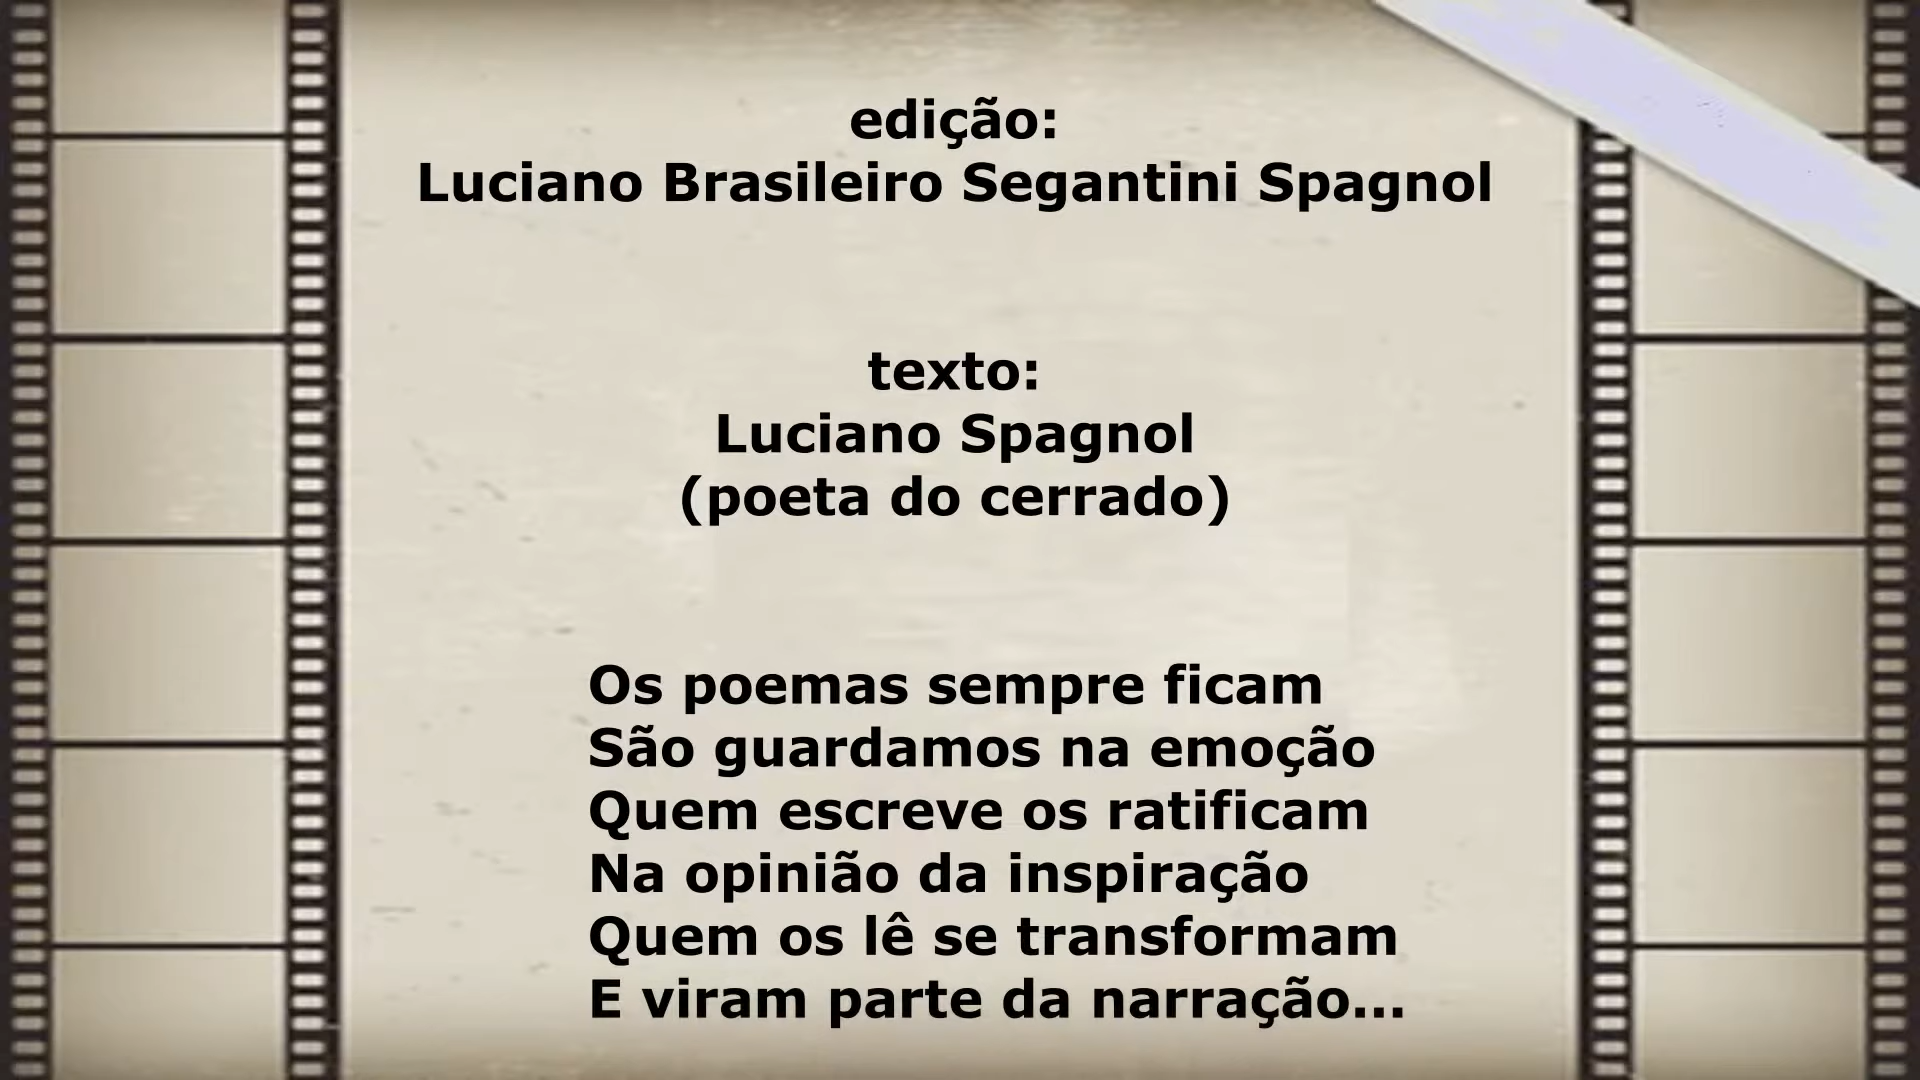 edição:
Luciano Brasileiro Segantini Spagnol
texto:
Luciano Spagnol
(poeta do cerrado)
Os poemas sempre ficam
São guardamos na emoção
Quem escreve os ratificam
Na opinião da inspiração
Quem os lê se transformam
E viram parte da narração...